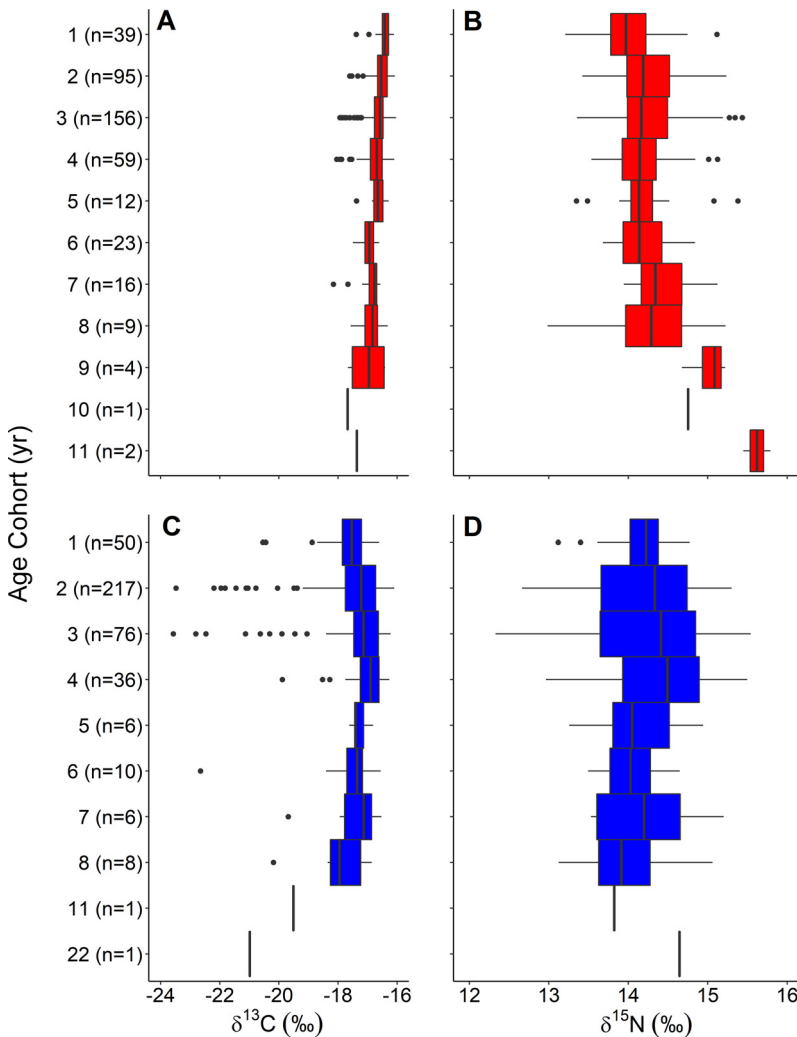 A
B
1 (n=39)
2 (n=95)
3 (n=156)
4 (n=59)
5 (n=12)
6 (n=23)
7 (n=16)
8 (n=9)
9 (n=4)
10 (n=1)
11 (n=2)
Age Cohort (yr)
C
D
1 (n=50)
2 (n=217)
3 (n=76)
4 (n=36)
5 (n=6)
6 (n=10)
7 (n=6)
8 (n=8)
11 (n=1)
22 (n=1)
-24 -22 -20 -18 -16
12 13 14 15 16
δ¹³C (‰)
δ¹⁵N (‰)